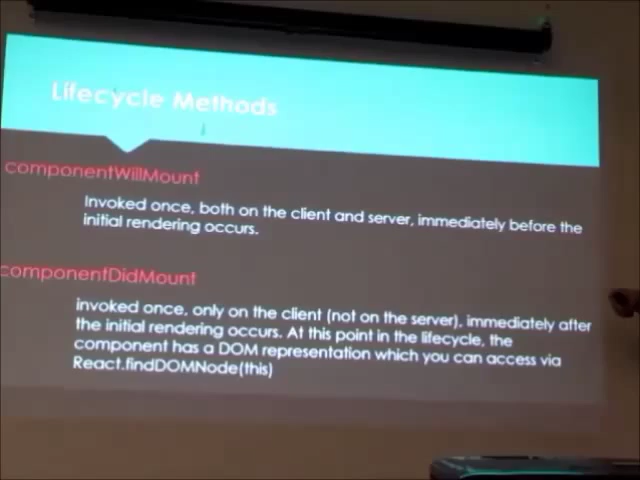 Lifecycle Methods
componentWillMount
Invoked once, both on the client and server, immediately before the
initial rendering occurs.
componentDidMount
invoked once, only on the client (not on the server), immediately after
the initial rendering occurs. At this point in the lifecycle, the
component has a DOM representation which you can access via
React.findDOMNode(this)